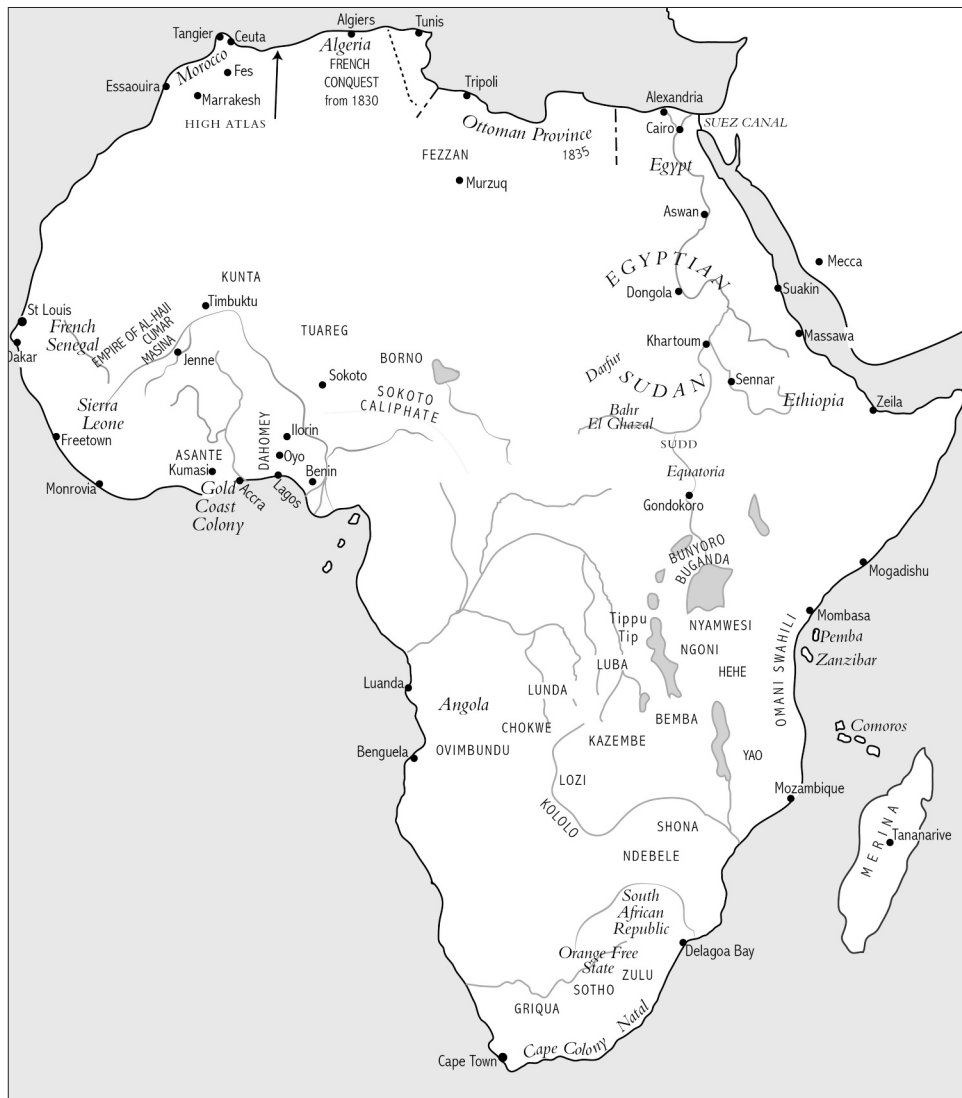 Algiers
Tunis
Tangier
Ceuta
Algeria
FRENCH
CONQUEST
from 1830
Morocco
Fes
Essaouira
Marrakesh
HIGH ATLAS
Tripoli
Ottoman Province
1835
Alexandria
Cairo
SUEZ CANAL
FEZZAN
Murzuq
Egypt
Aswan
Mecca
EGYPTIAN
SUDAN
Dongola
Suakin
KUNTA
Timbuktu
St Louis
French
Senegal
Dakar
EMPIRE OF AL-HAJI
CUMAR
MASINA
Jenne
TUAREG
BORNO
Sokoto
SOKOTO
CALIPHATE
Massawa
Khartoum
Darfur
Sennar
Ethiopia
Zeila
Bahr
El Ghazal
SUDD
Sierra
Leone
Freetown
Monrovia
ASANTE
Kumasi
DAHOMEY
Ilorin
Oyo
Benin
Gold
Coast
Colony
Accra
Lagos
Equatoria
Gondokoro
BUNYORO
BUGANDA
Mogadishu
Mombasa
Pemba
Zanzibar
OMANI SWAHILI
Tippu
Tip
NYAMWESI
NGONI
HEHE
LUBA
Luanda
Angola
LUNDA
CHOKWE
BEMBA
KAZEMBE
Benguela
OVIMBUNDU
YAO
Comoros
LOZI
KOLOLO
Mozambique
SHONA
MERINA
Tananarive
NDEBELE
South
African
Republic
Orange Free
State
Delagoa Bay
ZULU
SOTHO
GRIQUA
Natal
Cape Colony
Cape Town